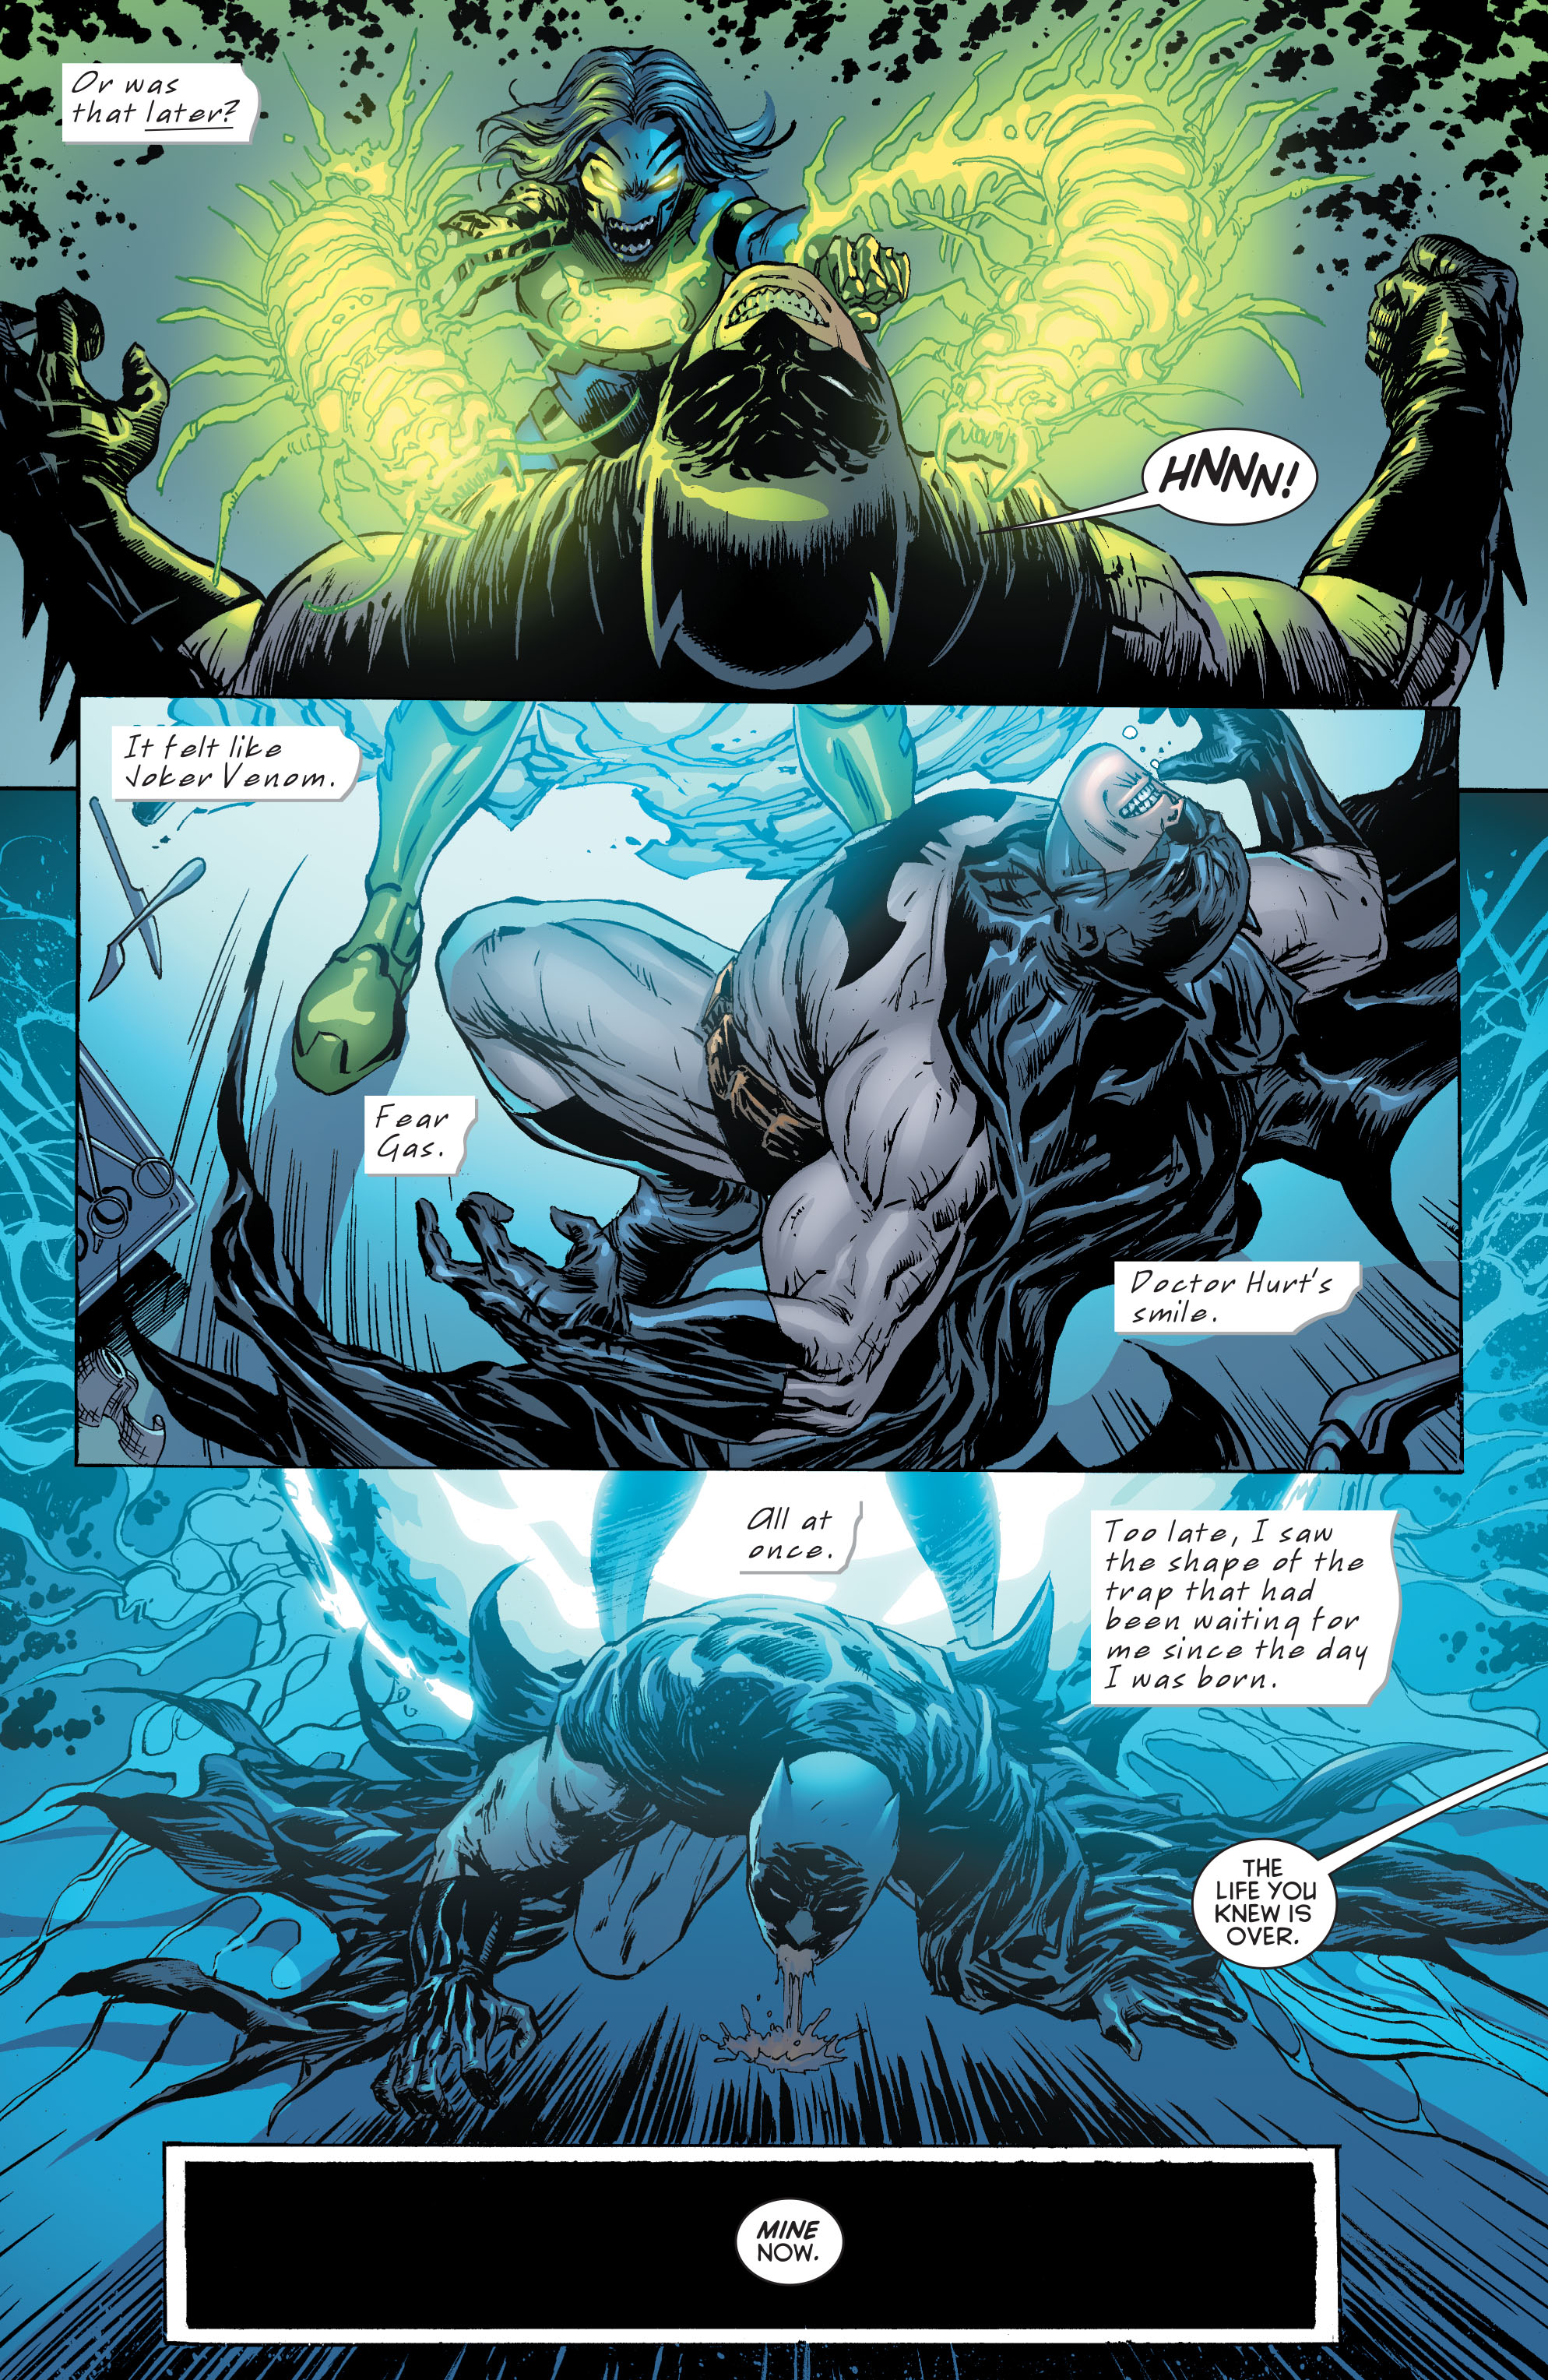 Or was
that later?
HNNN!
It felt like
Joker Venom.
Fear
Gas.
Doctor Hurt's
smile.
All at
once.
Too late, I saw
the shape of the
trap that had
been waiting for
me since the day
I was born.
THE
LIFE YOU
KNEW IS
OVER.
MINE
NOW.